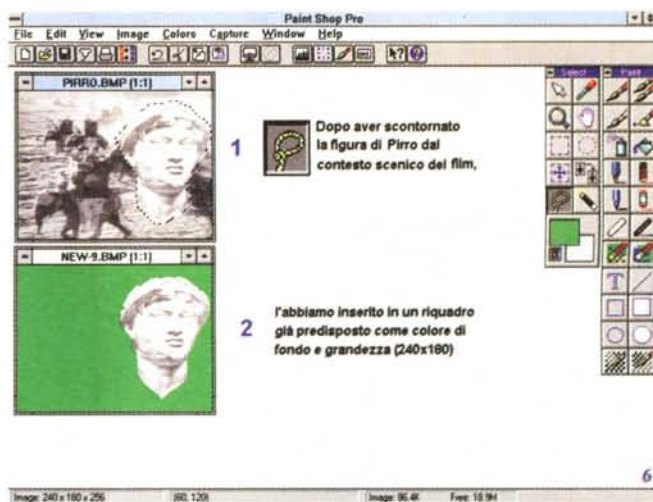 Paint Shop Pro
File Edit View Image Colors Capture Window Help
PIRRO.BMP (1:1)
Select
Paint
1
Dopo aver scontornato
la figura di Pirro dal
contesto scenico del film,
NEW-9.BMP (1:1)
2
l'abbiamo inserito in un riquadro
già predisposto come colore di
fondo e grandezza (240x180)
T
6
Image: 240 x 180 x 256 (60, 120) Image: 86.4K Free: 18.9M